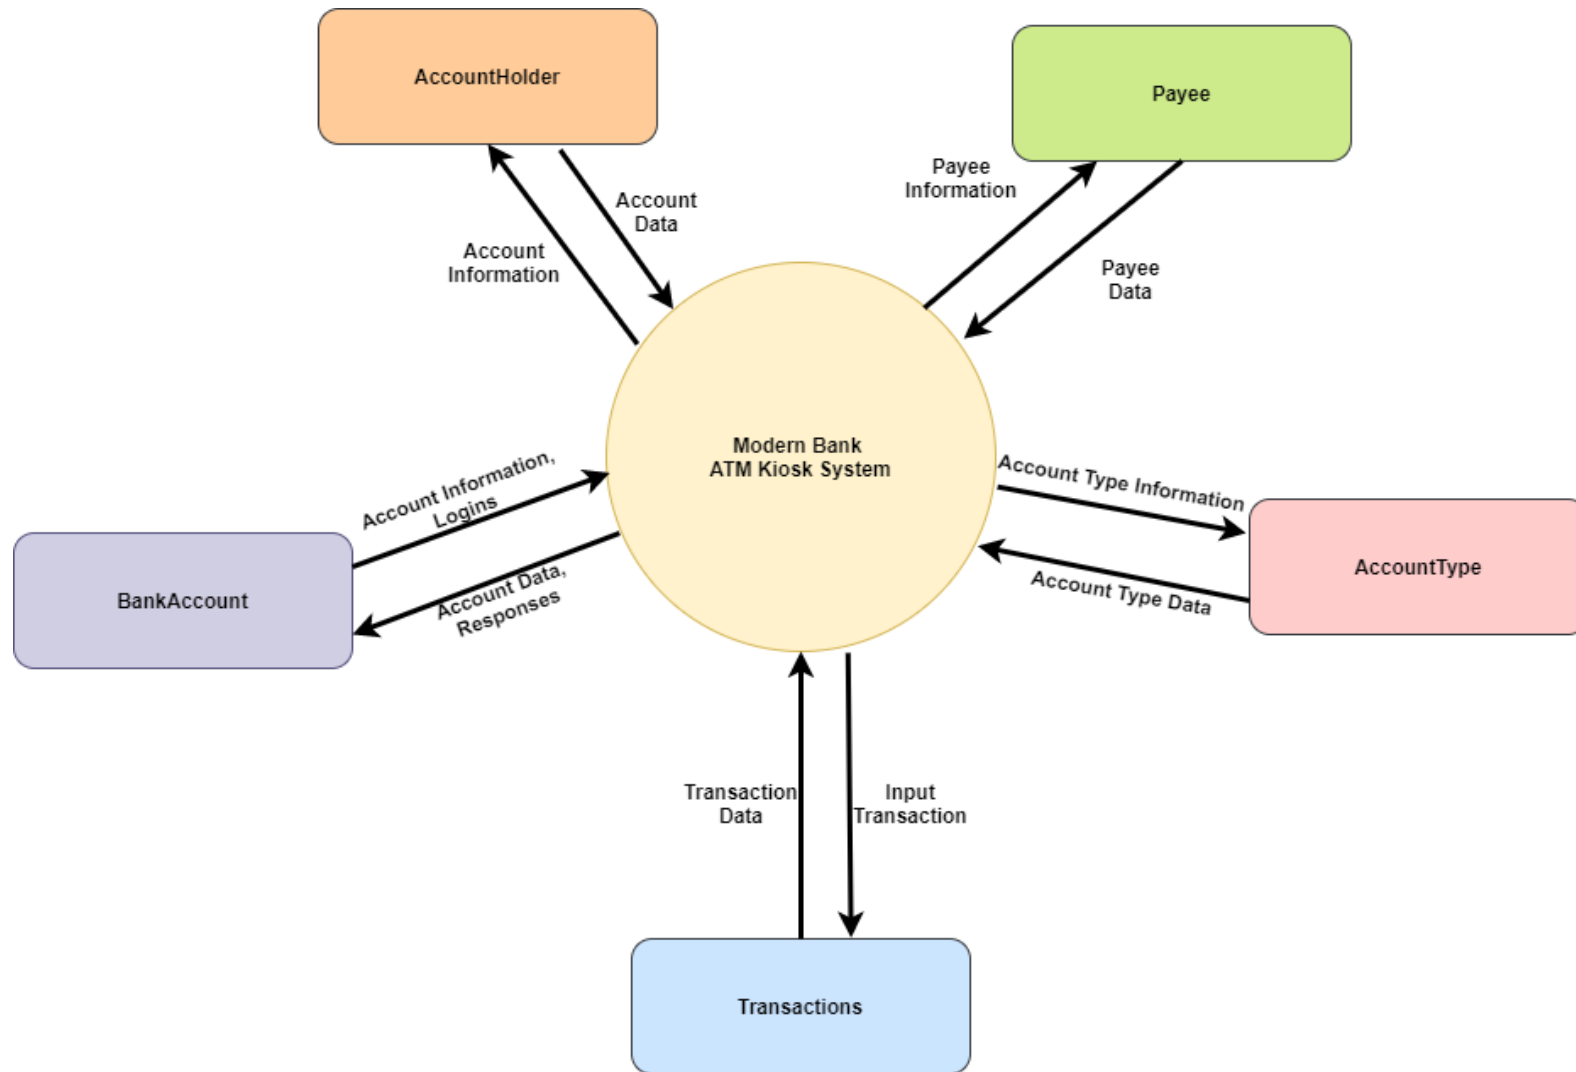 AccountHolder
Payee
Account
Data
Account
Information
Payee
Information
Payee
Data
Modern Bank
ATM Kiosk System
Account Information,
Logins
Account Data,
Responses
BankAccount
Account Type Information
Account Type Data
AccountType
Transaction
Data
Input
Transaction
Transactions